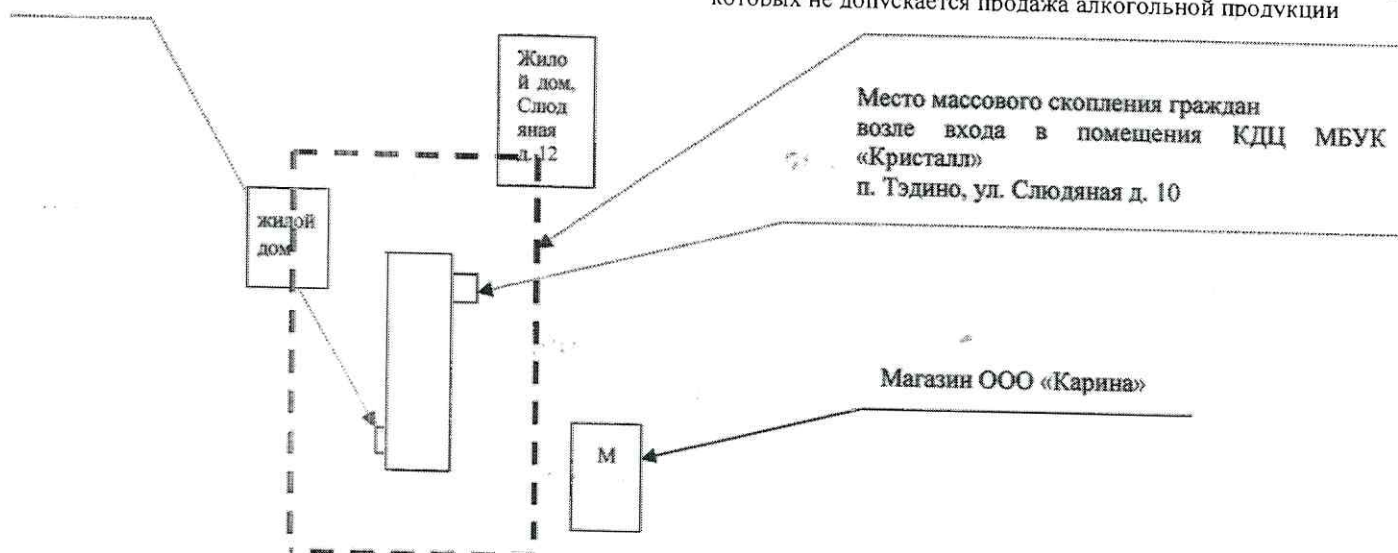 которых не допускается продажа алкогольной продукции
Жило
й дом,
Слюд
яная
д. 12
Место массового скопления граждан
возле входа в помещения КДЦ МБУК
«Кристалл»
п. Тэдино, ул. Слюдяная д. 10
жилой
дом
Магазин ООО «Карина»
М